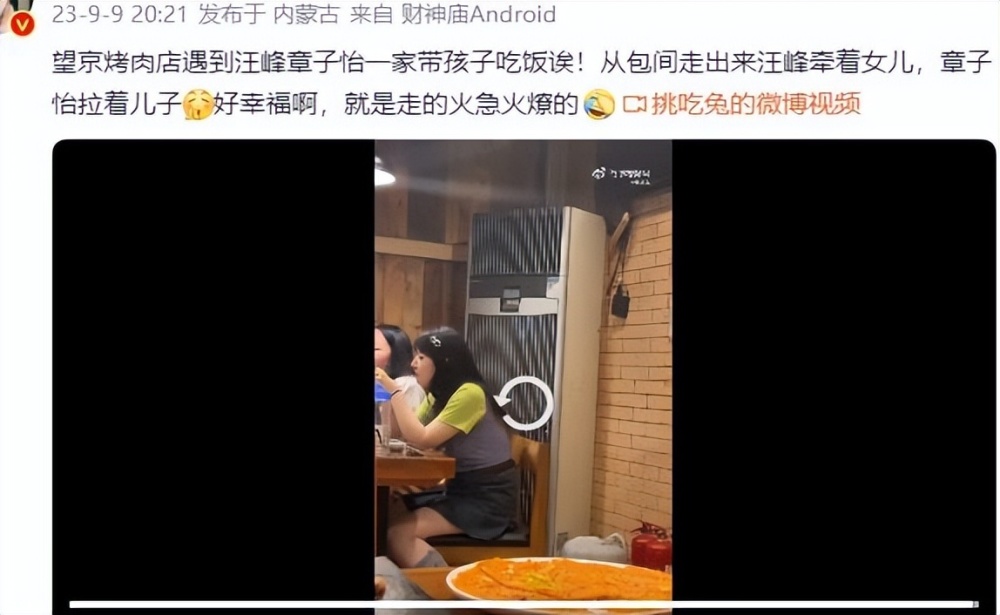 23-9-9 20:21 发布于 内蒙古 来自 财神庙Android
望京烤肉店遇到汪峰章子怡一家带孩子吃饭诶！从包间走出来汪峰牵着女儿，章子
怡拉着儿子好幸福啊，就是走的火急火燎的挑吃兔的微博视频